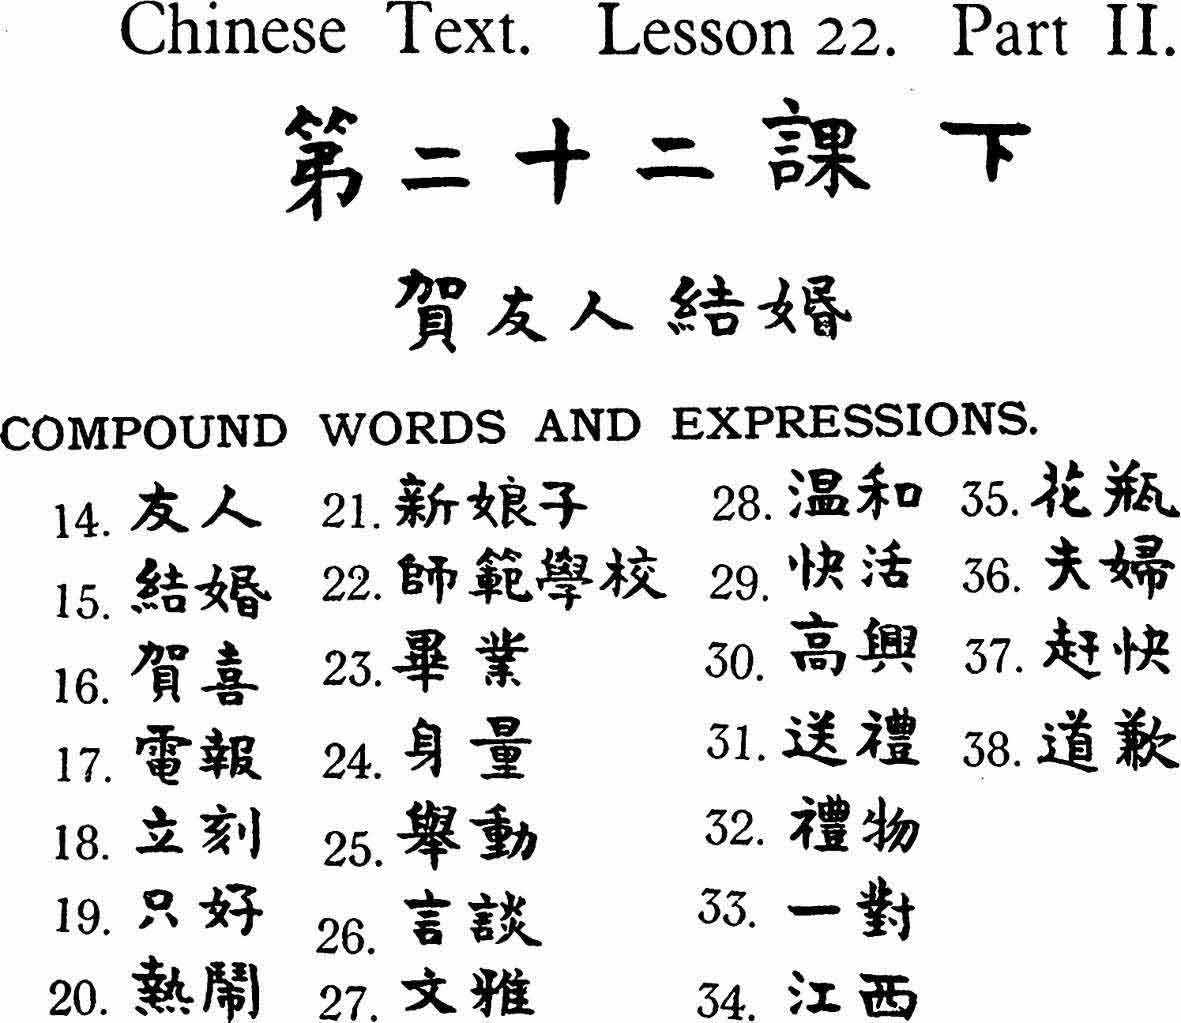 Chinese Text. Lesson 22. Part II.
第二十二課 下
賀友人結婚
COMPOUND WORDS AND EXPRESSIONS.
14. 友人
15. 結婚
16. 賀喜
17. 電報
18. 立刻
19. 只好
20. 熱鬧
21. 新娘子
22. 師範學校
23. 畢業
24. 身量
25. 舉動
26. 言談
27. 文雅
28. 温和
29. 快活
30. 高興
31. 送禮
32. 禮物
33. 一對
34. 江西
35. 花瓶
36. 夫婦
37. 赶快
38. 道歉